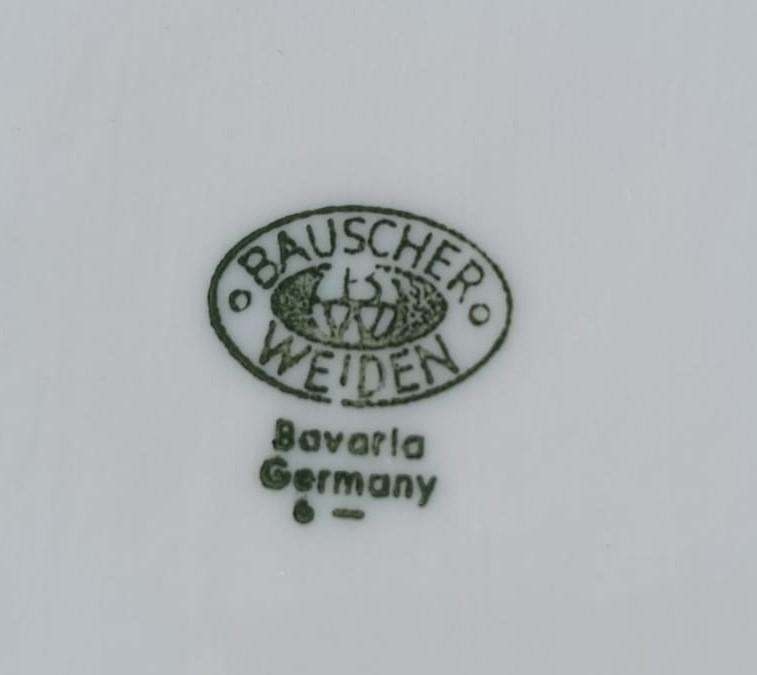 BAUSCHER
WEIDEN
Bavaria
Germany
6 –